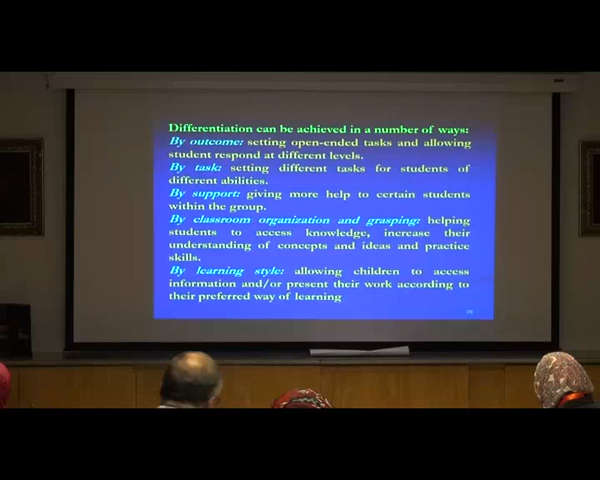 Differentiation can be achieved in a number of ways:
By outcome: setting open-ended tasks and allowing
student respond at different levels.
By task: setting different tasks for students of
different abilities.
By support: giving more help to certain students
within the group.
By classroom organization and grasping: helping
students to access knowledge, increase their
understanding of concepts and ideas and practice
skills.
By learning style: allowing children to access
information and/or present their work according to
their preferred way of learning